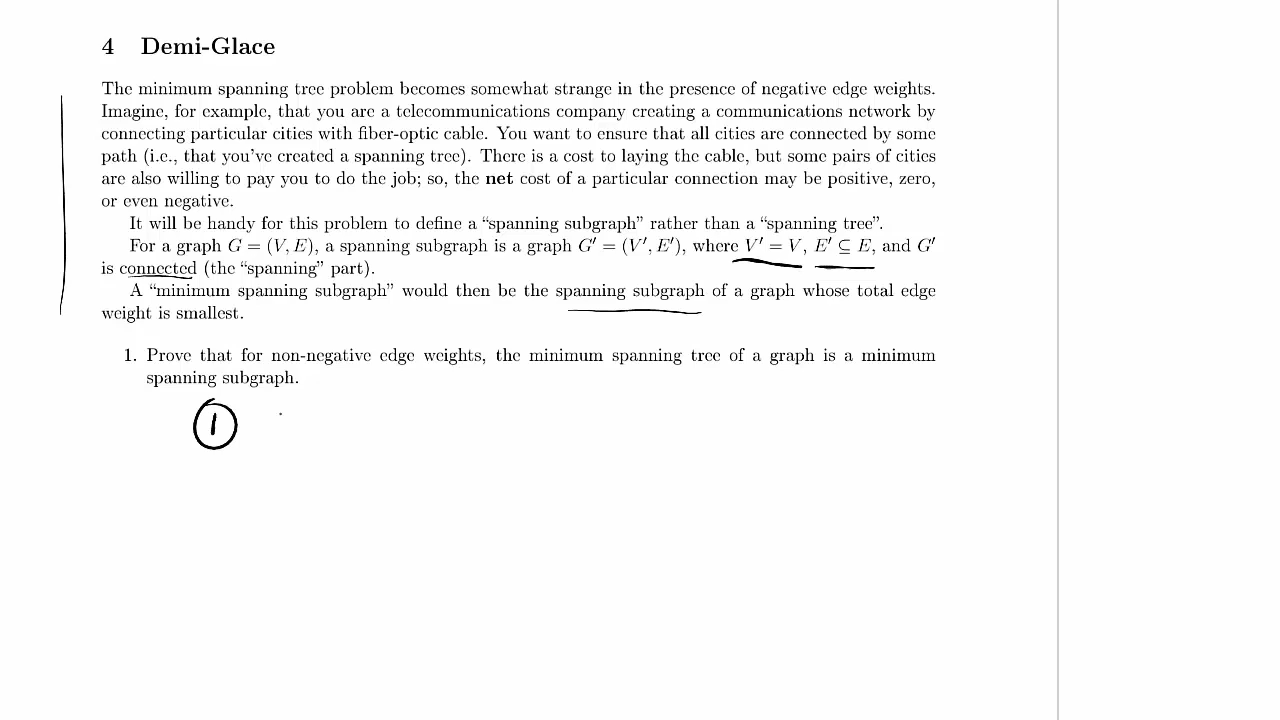 4 Demi-Glace
The minimum spanning tree problem becomes somewhat strange in the presence of negative edge weights.
Imagine, for example, that you are a telecommunications company creating a communications network by
connecting particular cities with fiber-optic cable. You want to ensure that all cities are connected by some
path (i.e., that you've created a spanning tree). There is a cost to laying the cable, but some pairs of cities
are also willing to pay you to do the job; so, the net cost of a particular connection may be positive, zero,
or even negative.
It will be handy for this problem to define a “spanning subgraph” rather than a “spanning tree”.
For a graph G = (V, E), a spanning subgraph is a graph G′ = (V′, E′), where V′ = V, E′ ⊆ E, and G′
is connected (the “spanning” part).
A “minimum spanning subgraph” would then be the spanning subgraph of a graph whose total edge
weight is smallest.
1. Prove that for non-negative edge weights, the minimum spanning tree of a graph is a minimum
spanning subgraph.
1